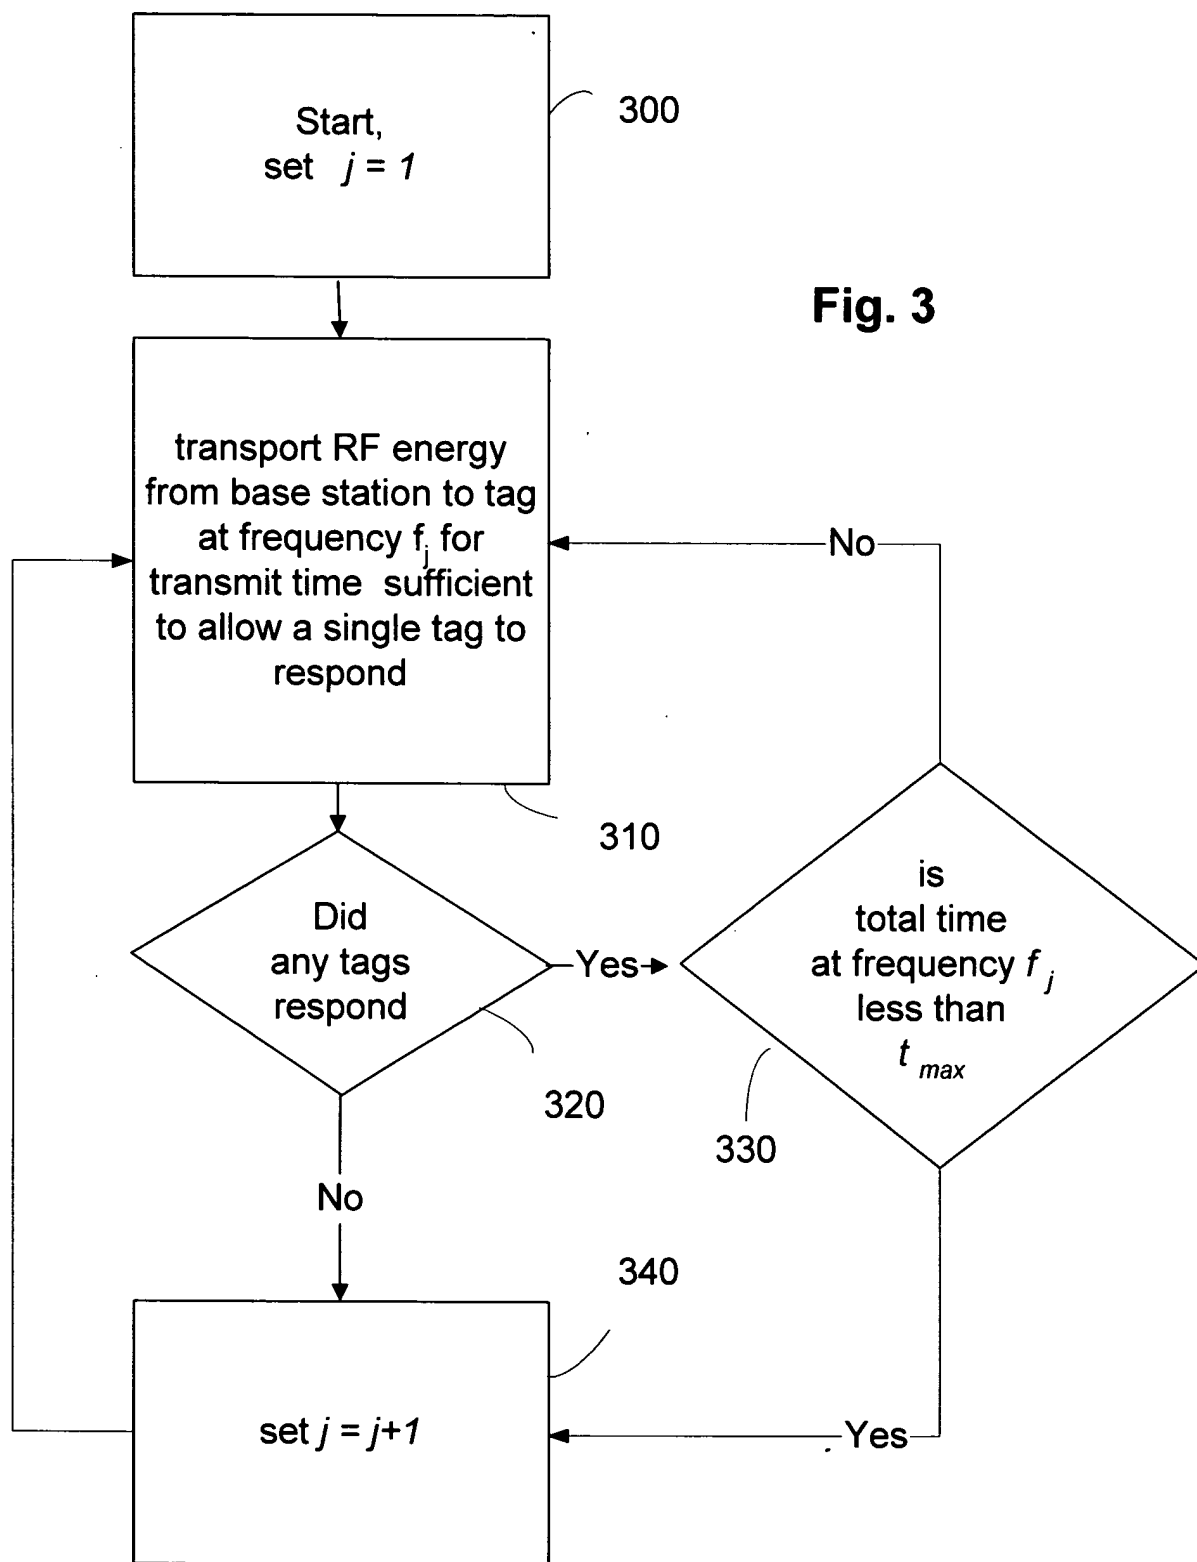 Start,
set j = 1
300
Fig. 3
transport RF energy
from base station to tag
at frequency fj for
transmit time sufficient
to allow a single tag to
respond
No
310
Did
any tags
respond
Yes
is
total time
at frequency f j
less than
t max
320
330
No
340
set j = j+1
Yes